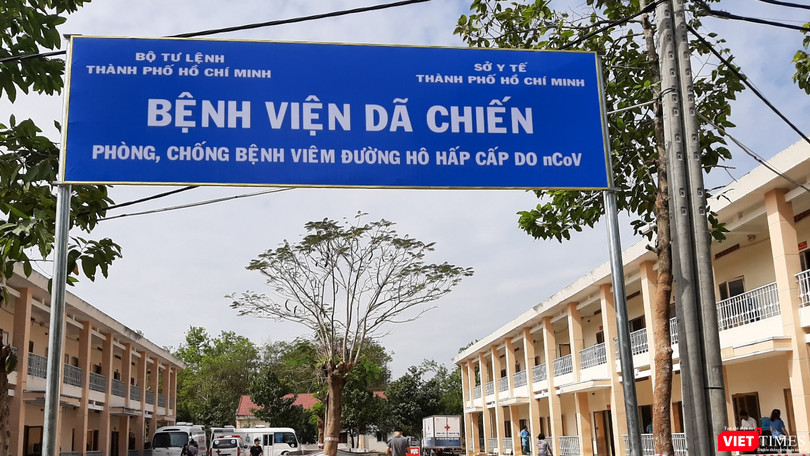 BỘ TƯ LỆNH
THÀNH PHỐ HỒ CHÍ MINH
SỞ Y TẾ
THÀNH PHỐ HỒ CHÍ MINH
BỆNH VIỆN DÃ CHIẾN
PHÒNG, CHỐNG BỆNH VIÊM ĐƯỜNG HÔ HẤP CẤP DO nCoV
VIETTIMES